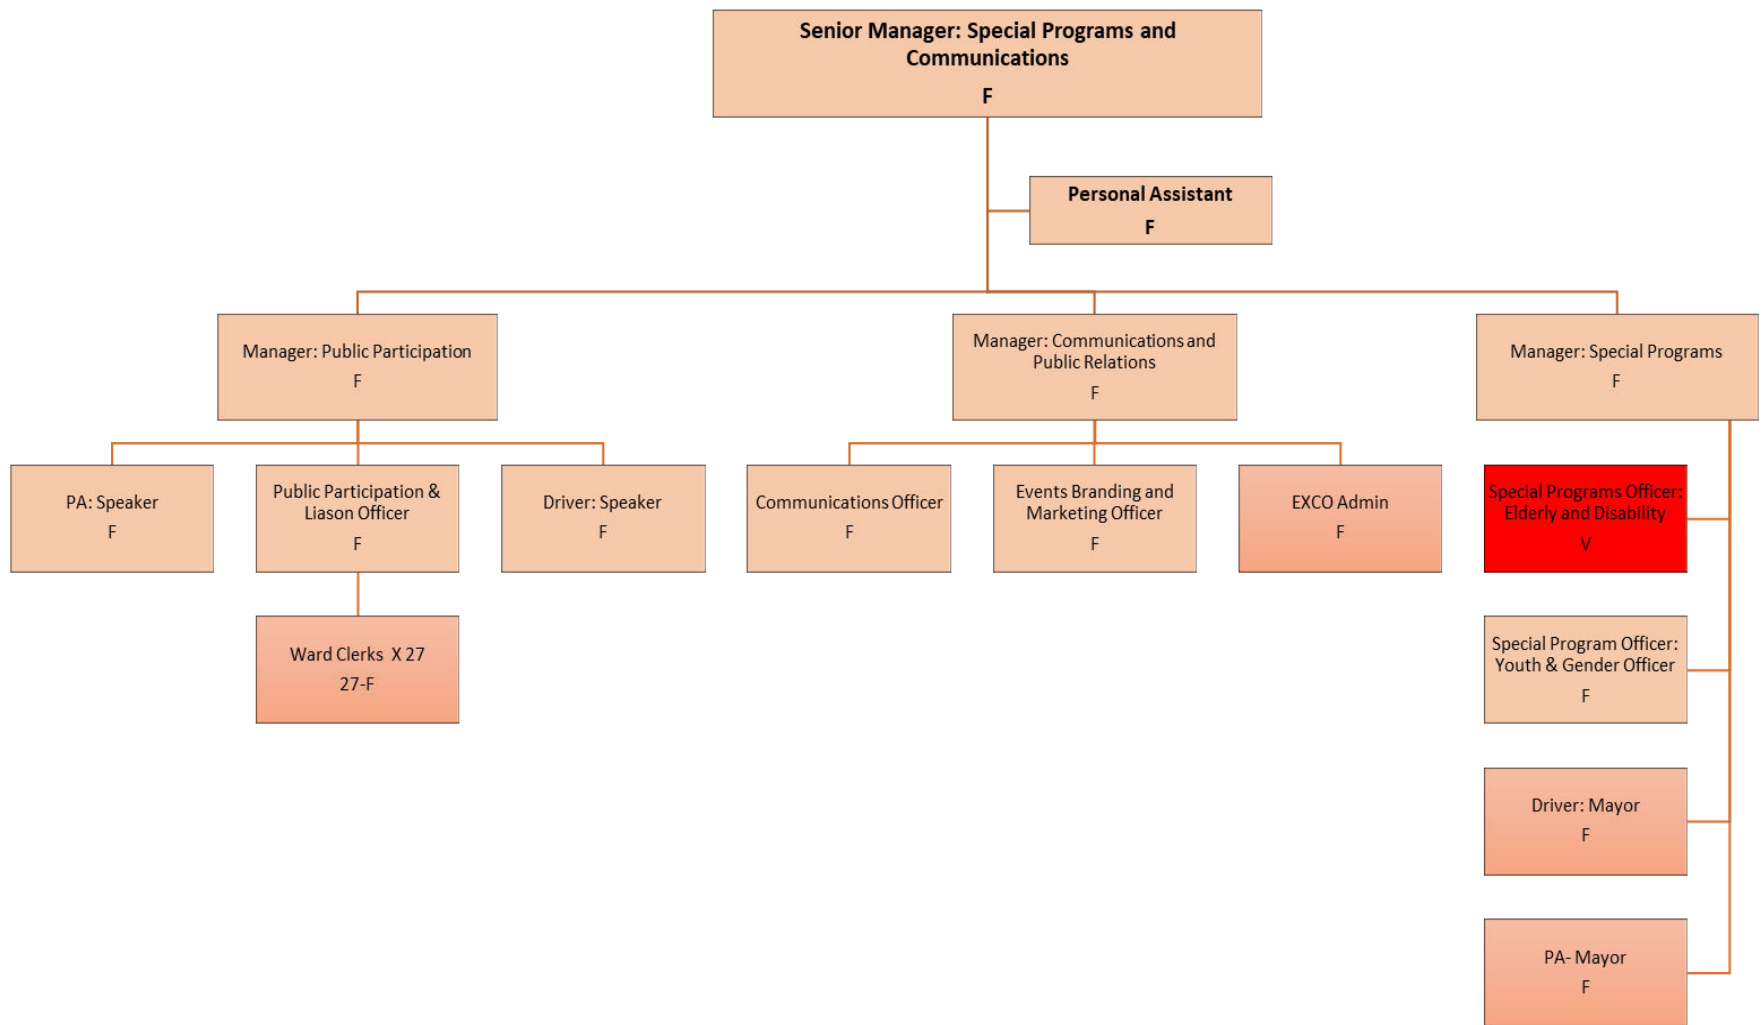 Senior Manager: Special Programs and
Communications
F
Personal Assistant
F
Manager: Public Participation
F
Manager: Communications and
Public Relations
F
Manager: Special Programs
F
PA: Speaker
F
Public Participation &
Liason Officer
F
Driver: Speaker
F
Communications Officer
F
Events Branding and
Marketing Officer
F
EXCO Admin
F
Special Programs Officer:
Elderly and Disability
V
Ward Clerks X 27
27-F
Special Program Officer:
Youth & Gender Officer
F
Driver: Mayor
F
PA- Mayor
F